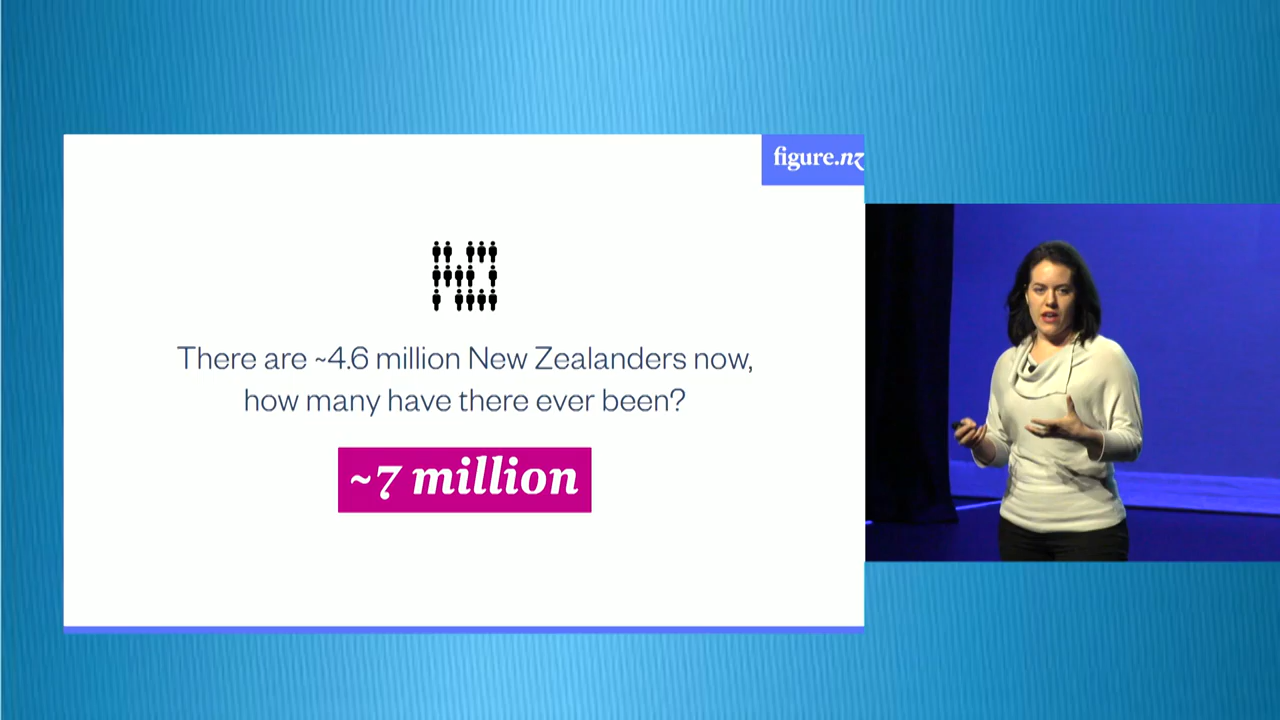 figure.nz
There are ~4.6 million New Zealanders now,
how many have there ever been?
~7 million